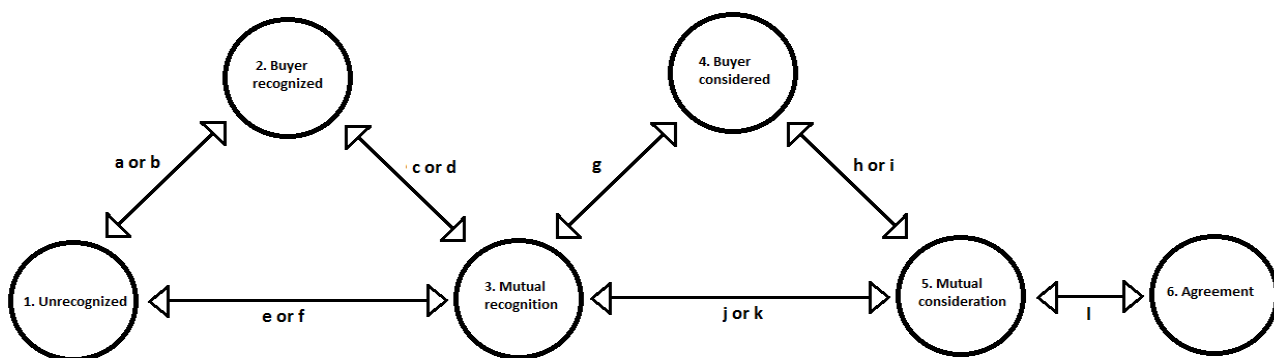 2. Buyer
recognized
4. Buyer
considered
a or b
c or d
g
h or i
1. Unrecognized
3. Mutual
recognition
5. Mutual
consideration
6. Agreement
e or f
j or k
l